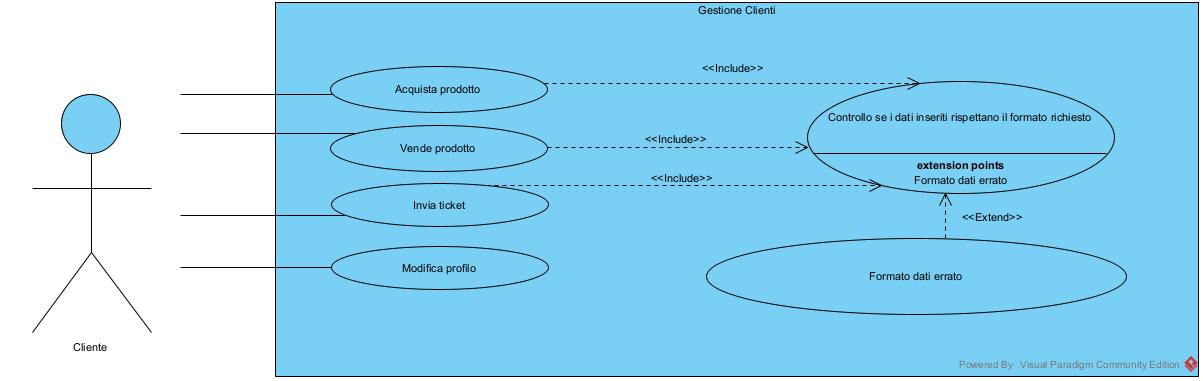 Gestione Clienti
<<Include>>
Acquista prodotto
Controllo se i dati inseriti rispettano il formato richiesto
<<Include>>
Vende prodotto
extension points
Formato dati errato
<<Include>>
Invia ticket
<<Extend>>
Modifica profilo
Formato dati errato
Cliente
Powered By Visual Paradigm Community Edition